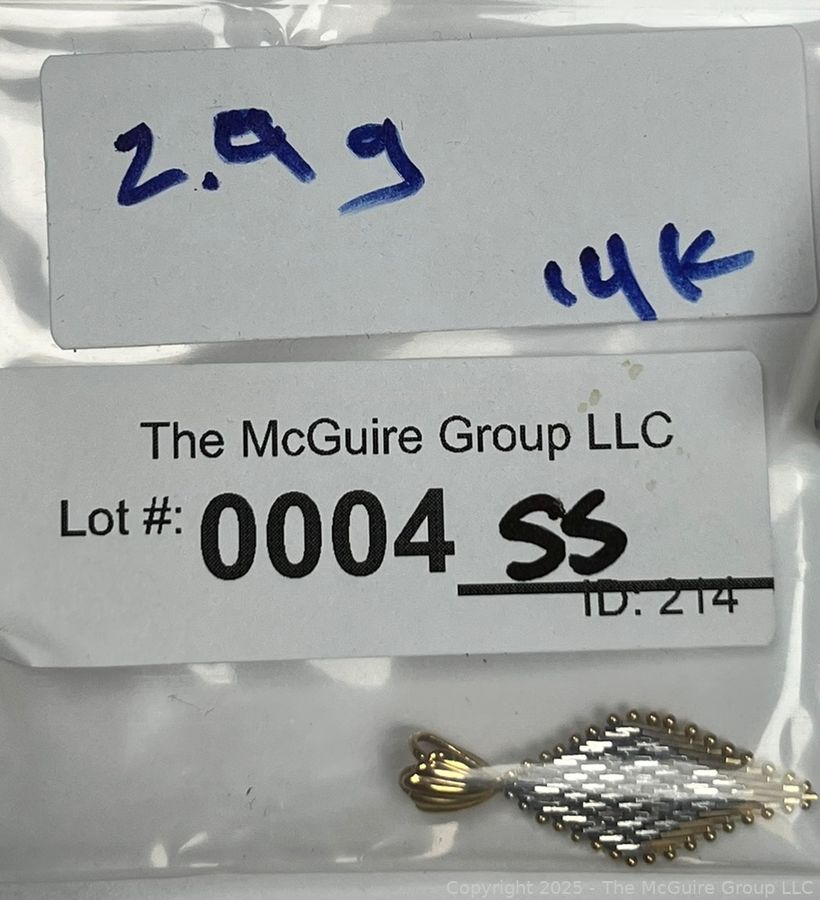 2.9 g
14K
The McGuire Group LLC
Lot #: 0004 SS
ID: 214
Copyright 2025 - The McGuire Group LLC